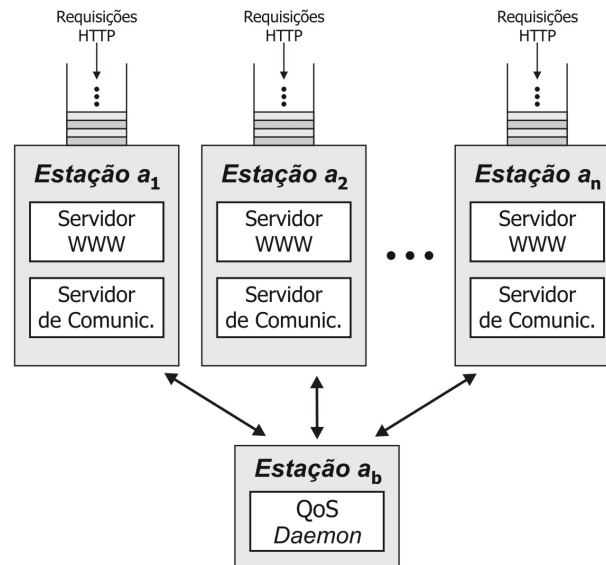 Requisições
HTTP
Requisições
HTTP
Requisições
HTTP
Estação a1
Servidor
WWW
Servidor
de Comunic.
Estação a2
Servidor
WWW
Servidor
de Comunic.
Estação an
Servidor
WWW
Servidor
de Comunic.
Estação ab
QoS
Daemon